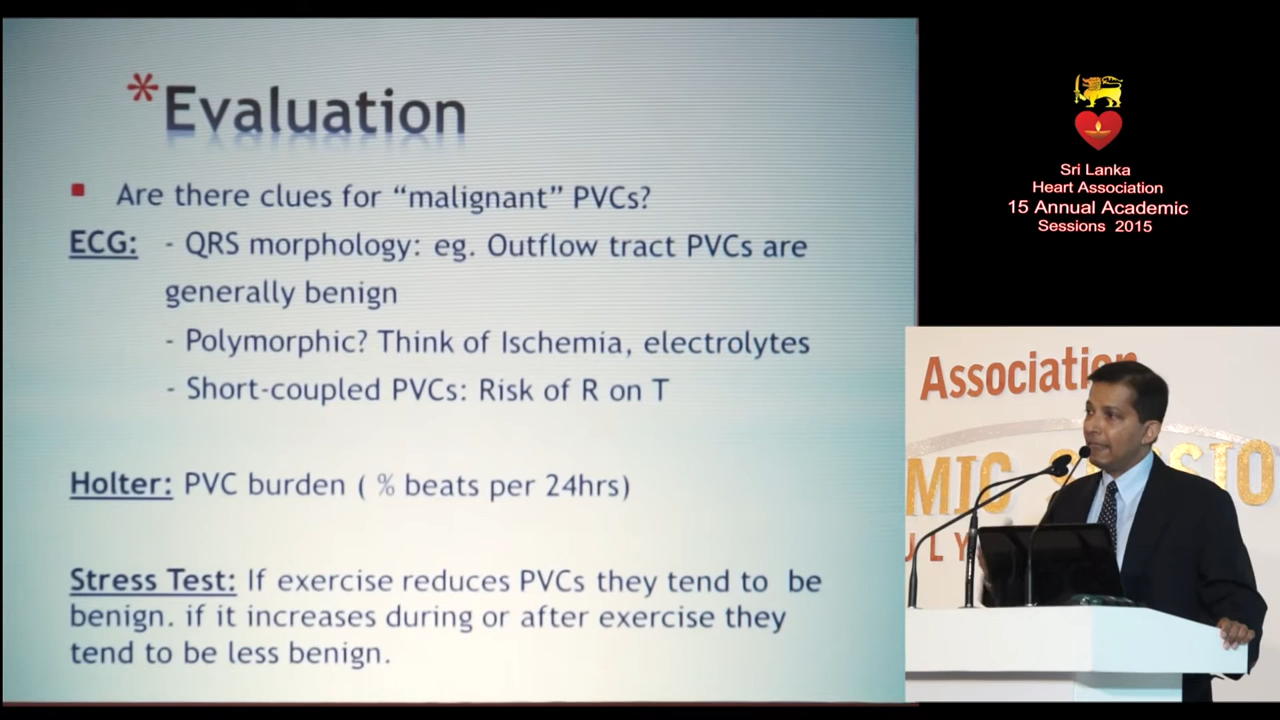 *Evaluation
Are there clues for “malignant” PVCs?
ECG: - QRS morphology: eg. Outflow tract PVCs are
generally benign
- Polymorphic? Think of Ischemia, electrolytes
- Short-coupled PVCs: Risk of R on T
Holter: PVC burden ( % beats per 24hrs)
Stress Test: If exercise reduces PVCs they tend to be
benign. if it increases during or after exercise they
tend to be less benign.
Sri Lanka
Heart Association
15 Annual Academic
Sessions 2015
Association